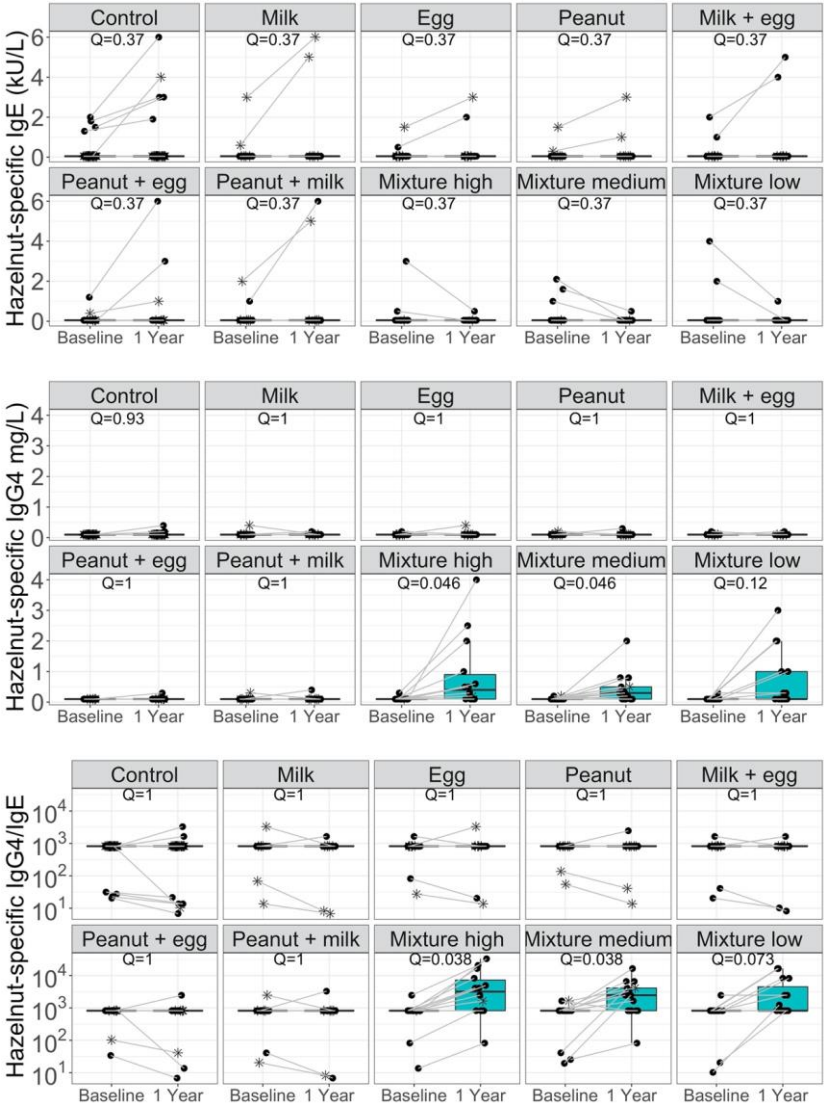 Control Milk Egg Peanut Milk + egg
Q=0.37 Q=0.37 Q=0.37 Q=0.37 Q=0.37
Hazelnut-specific IgE (kU/L)
6
4
2
0
Peanut + egg Peanut + milk Mixture high Mixture medium Mixture low
Q=0.37 Q=0.37 Q=0.37 Q=0.37 Q=0.37
6
4
2
0
Baseline 1 Year Baseline 1 Year Baseline 1 Year Baseline 1 Year Baseline 1 Year
Control Milk Egg Peanut Milk + egg
Q=0.93 Q=1 Q=1 Q=1 Q=1
Hazelnut-specific IgG4 mg/L)
4
3
2
1
0
Peanut + egg Peanut + milk Mixture high Mixture medium Mixture low
Q=1 Q=1 Q=0.046 Q=0.046 Q=0.12
4
3
2
1
0
Baseline 1 Year Baseline 1 Year Baseline 1 Year Baseline 1 Year Baseline 1 Year
Control Milk Egg Peanut Milk + egg
Q=1 Q=1 Q=1 Q=1 Q=1
Hazelnut-specific IgG4/IgE
10⁴
10³
10²
10¹
Peanut + egg Peanut + milk Mixture high Mixture medium Mixture low
Q=1 Q=1 Q=0.038 Q=0.038 Q=0.073
10⁴
10³
10²
10¹
Baseline 1 Year Baseline 1 Year Baseline 1 Year Baseline 1 Year Baseline 1 Year